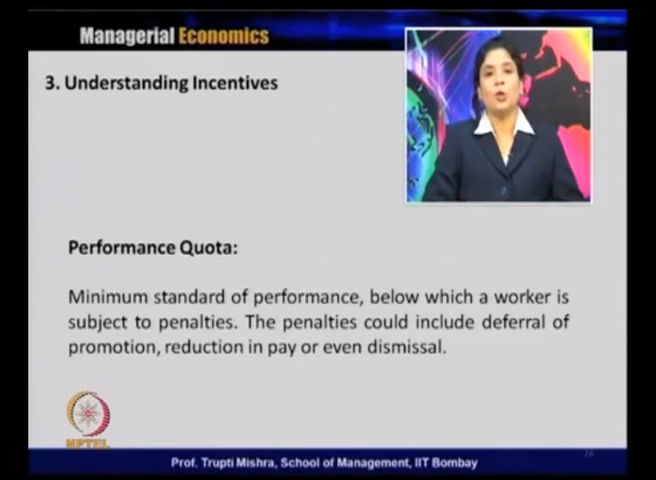 Managerial Economics
3. Understanding Incentives
Performance Quota:
Minimum standard of performance, below which a worker is
subject to penalties. The penalties could include deferral of
promotion, reduction in pay or even dismissal.
NPTEL
Prof. Trupti Mishra, School of Management, IIT Bombay